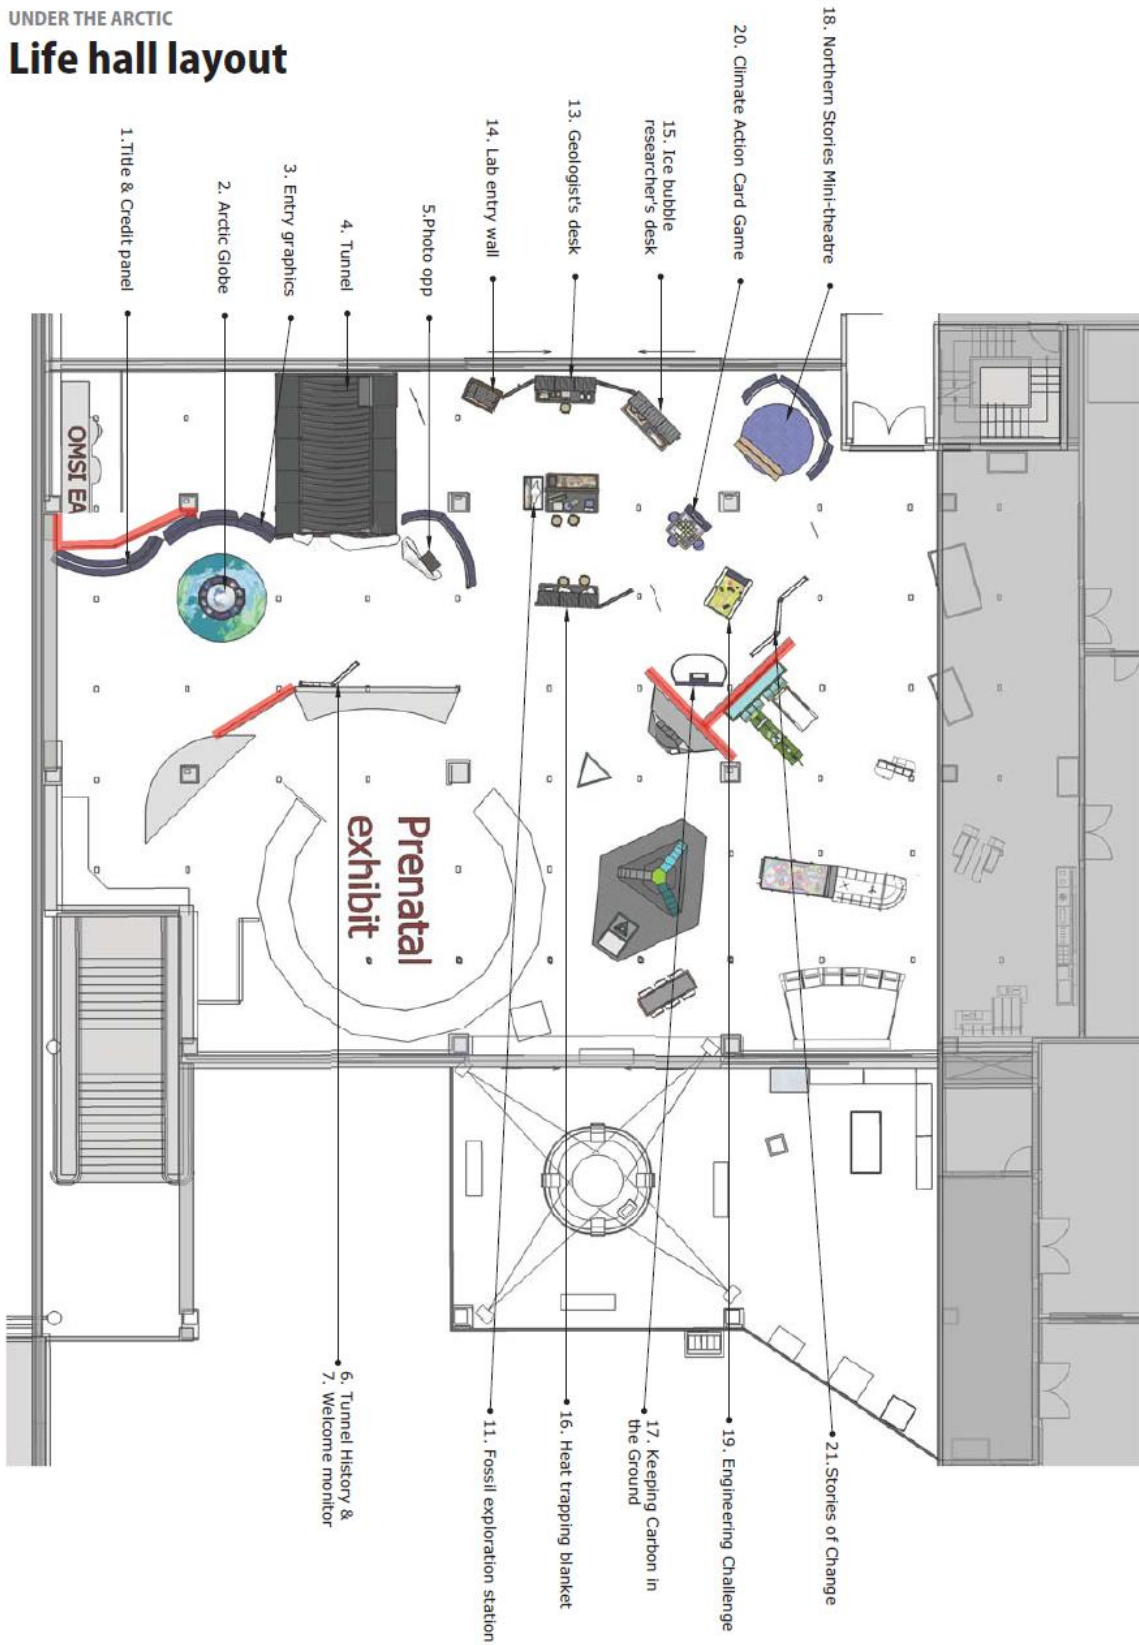 UNDER THE ARCTIC
Life hall layout
18. Northern Stories Mini-theatre
20. Climate Action Card Game
15. Ice bubble
researcher's desk
13. Geologist's desk
14. Lab entry wall
5.Photo opp
4. Tunnel
3. Entry graphics
2. Arctic Globe
1.Title & Credit panel
OMSI EA
Prenatal
exhibit
21.Stories of Change
19. Engineering Challenge
17. Keeping Carbon in
the Ground
16. Heat trapping blanket
11. Fossil exploration station
6. Tunnel History &
7. Welcome monitor